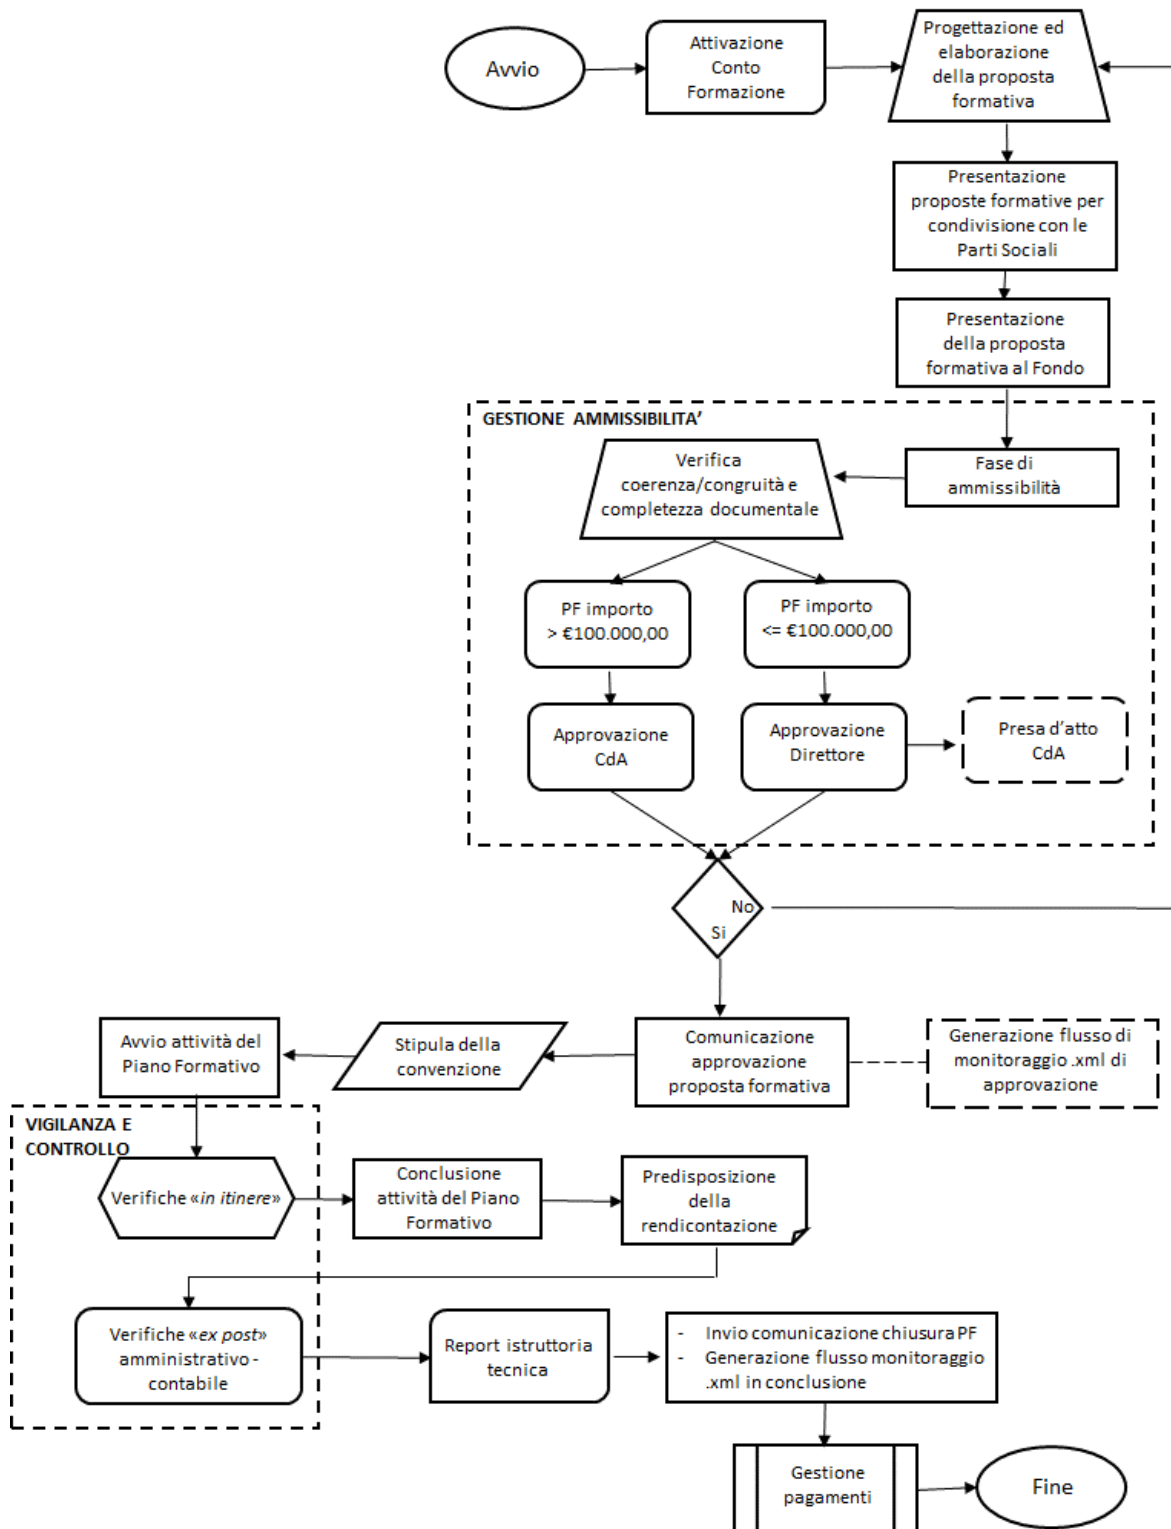 Avvio
Attivazione
Conto
Formazione
Progettazione ed
elaborazione
della proposta
formativa
Presentazione
proposte formative per
condivisione con le
Parti Sociali
Presentazione
della proposta
formativa al Fondo
GESTIONE AMMISSIBILITA’
Fase di
ammissibilità
Verifica
coerenza/congruità e
completezza documentale
PF importo
> €100.000,00
PF importo
<= €100.000,00
Approvazione
CdA
Approvazione
Direttore
Presa d’atto
CdA
No
Si
Comunicazione
approvazione
proposta formativa
Generazione flusso di
monitoraggio .xml di
approvazione
Stipula della
convenzione
Avvio attività del
Piano Formativo
VIGILANZA E
CONTROLLO
Verifiche «in itinere»
Conclusione
attività del Piano
Formativo
Predisposizione
della
rendicontazione
Verifiche «ex post»
amministrativo -
contabile
Report istruttoria
tecnica
- Invio comunicazione chiusura PF
- Generazione flusso monitoraggio
.xml in conclusione
Gestione
pagamenti
Fine